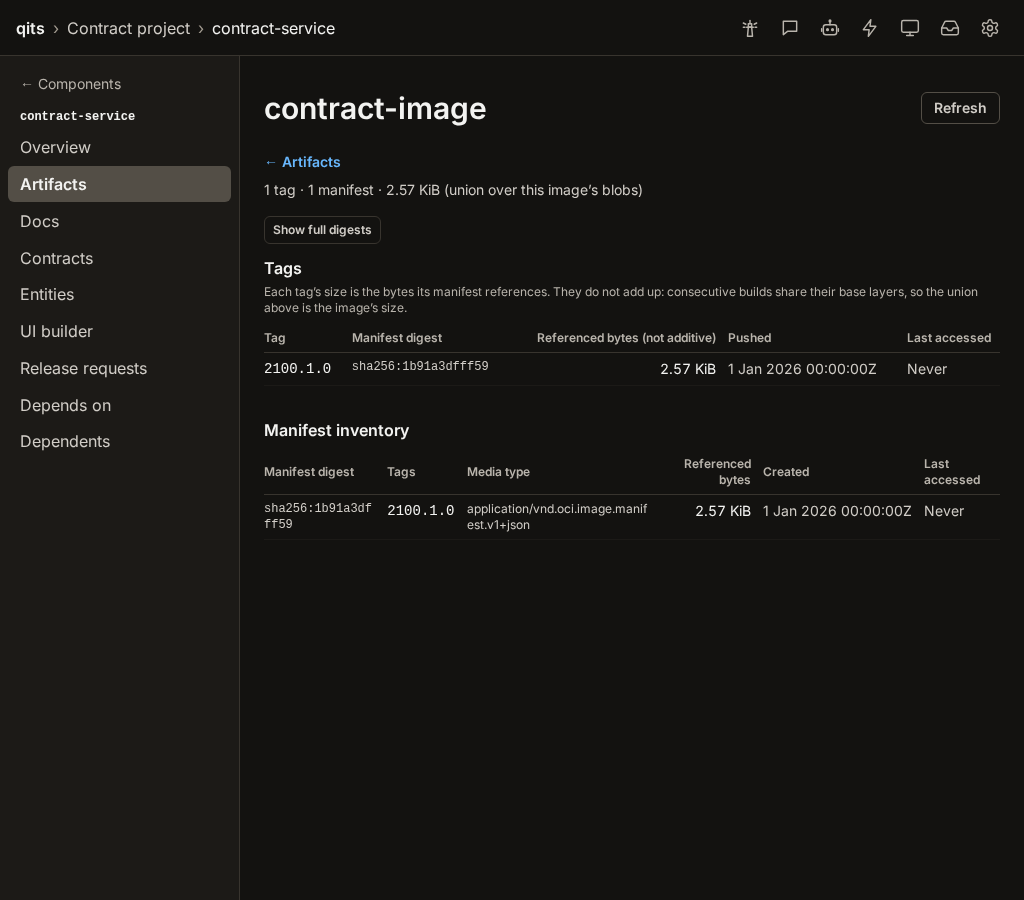 qits › Contract project › contract-service
← Components
contract-service
Overview
Artifacts
Docs
Contracts
Entities
UI builder
Release requests
Depends on
Dependents
contract-image
Refresh
← Artifacts
1 tag · 1 manifest · 2.57 KiB (union over this image’s blobs)
Show full digests
Tags
Each tag’s size is the bytes its manifest references. They do not add up: consecutive builds share their base layers, so the union
above is the image’s size.
Tag Manifest digest Referenced bytes (not additive) Pushed Last accessed
2100.1.0 sha256:1b91a3dfff59 2.57 KiB 1 Jan 2026 00:00:00Z Never
Manifest inventory
Manifest digest Tags Media type Referenced bytes Created Last accessed
sha256:1b91a3df 2100.1.0 application/vnd.oci.image.manif 2.57 KiB 1 Jan 2026 00:00:00Z Never
ff59 est.v1+json